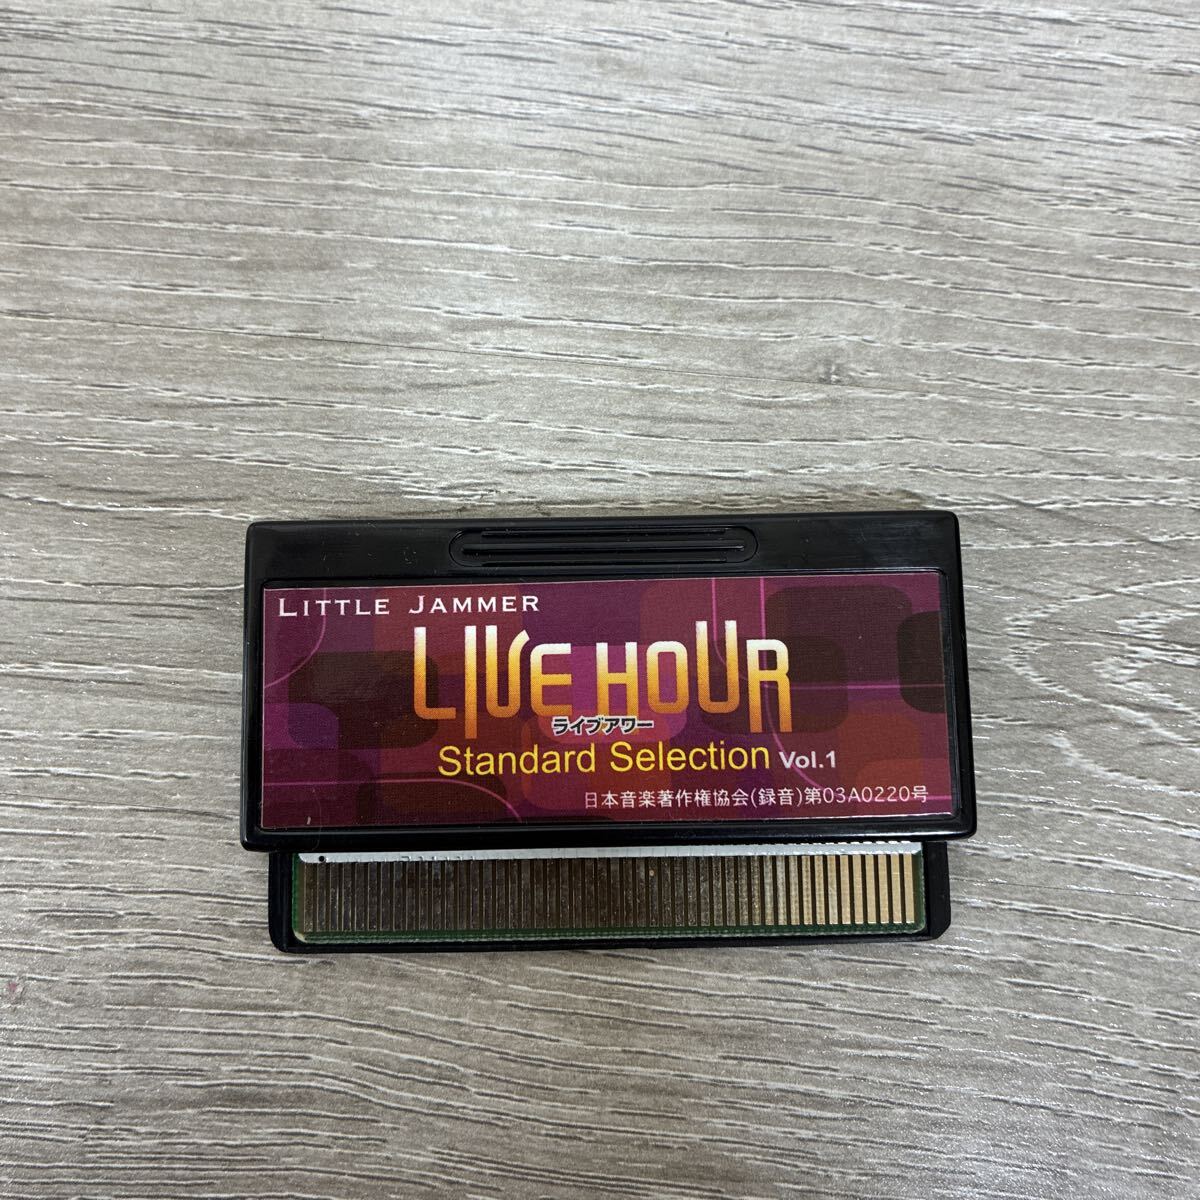 LITTLE JAMMER
LIVE HOUR
ライブアワー
Standard Selection Vol.1
日本音楽著作権協会(録音)第03A0220号